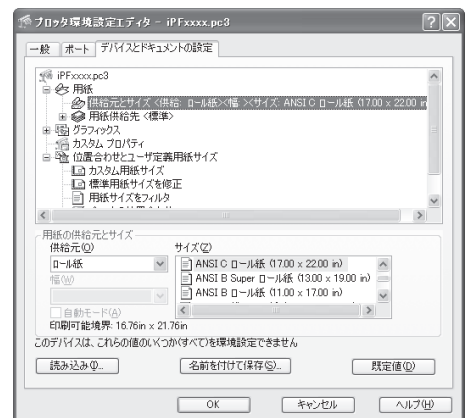 プロッタ環境設定エディタ - iPFxxxx.pc3
一般 ポート デバイスとドキュメントの設定
iPFxxxx.pc3
用紙
供給元とサイズ <供給: ロール紙><幅: ><サイズ: ANSI C ロール紙 (17.00 x 22.00 in
用紙供給先 <標準>
グラフィックス
カスタム プロパティ
位置合わせとユーザ定義用紙サイズ
カスタム用紙サイズ
標準用紙サイズを修正
用紙サイズをフィルタ
用紙の供給元とサイズ
供給元(O) サイズ(Z)
ロール紙
ANSI C ロール紙 (17.00 x 22.00 in)
ANSI B Super ロール紙 (13.00 x 19.00 in)
ANSI B ロール紙 (11.00 x 17.00 in)
幅(W)
自動モード(A)
印刷可能境界: 16.76in x 21.76in
このデバイスは、これらの値のいくつか(すべて)を環境設定できません
読み込み(I)... 名前を付けて保存(S)... 既定値(D)
OK キャンセル ヘルプ(H)